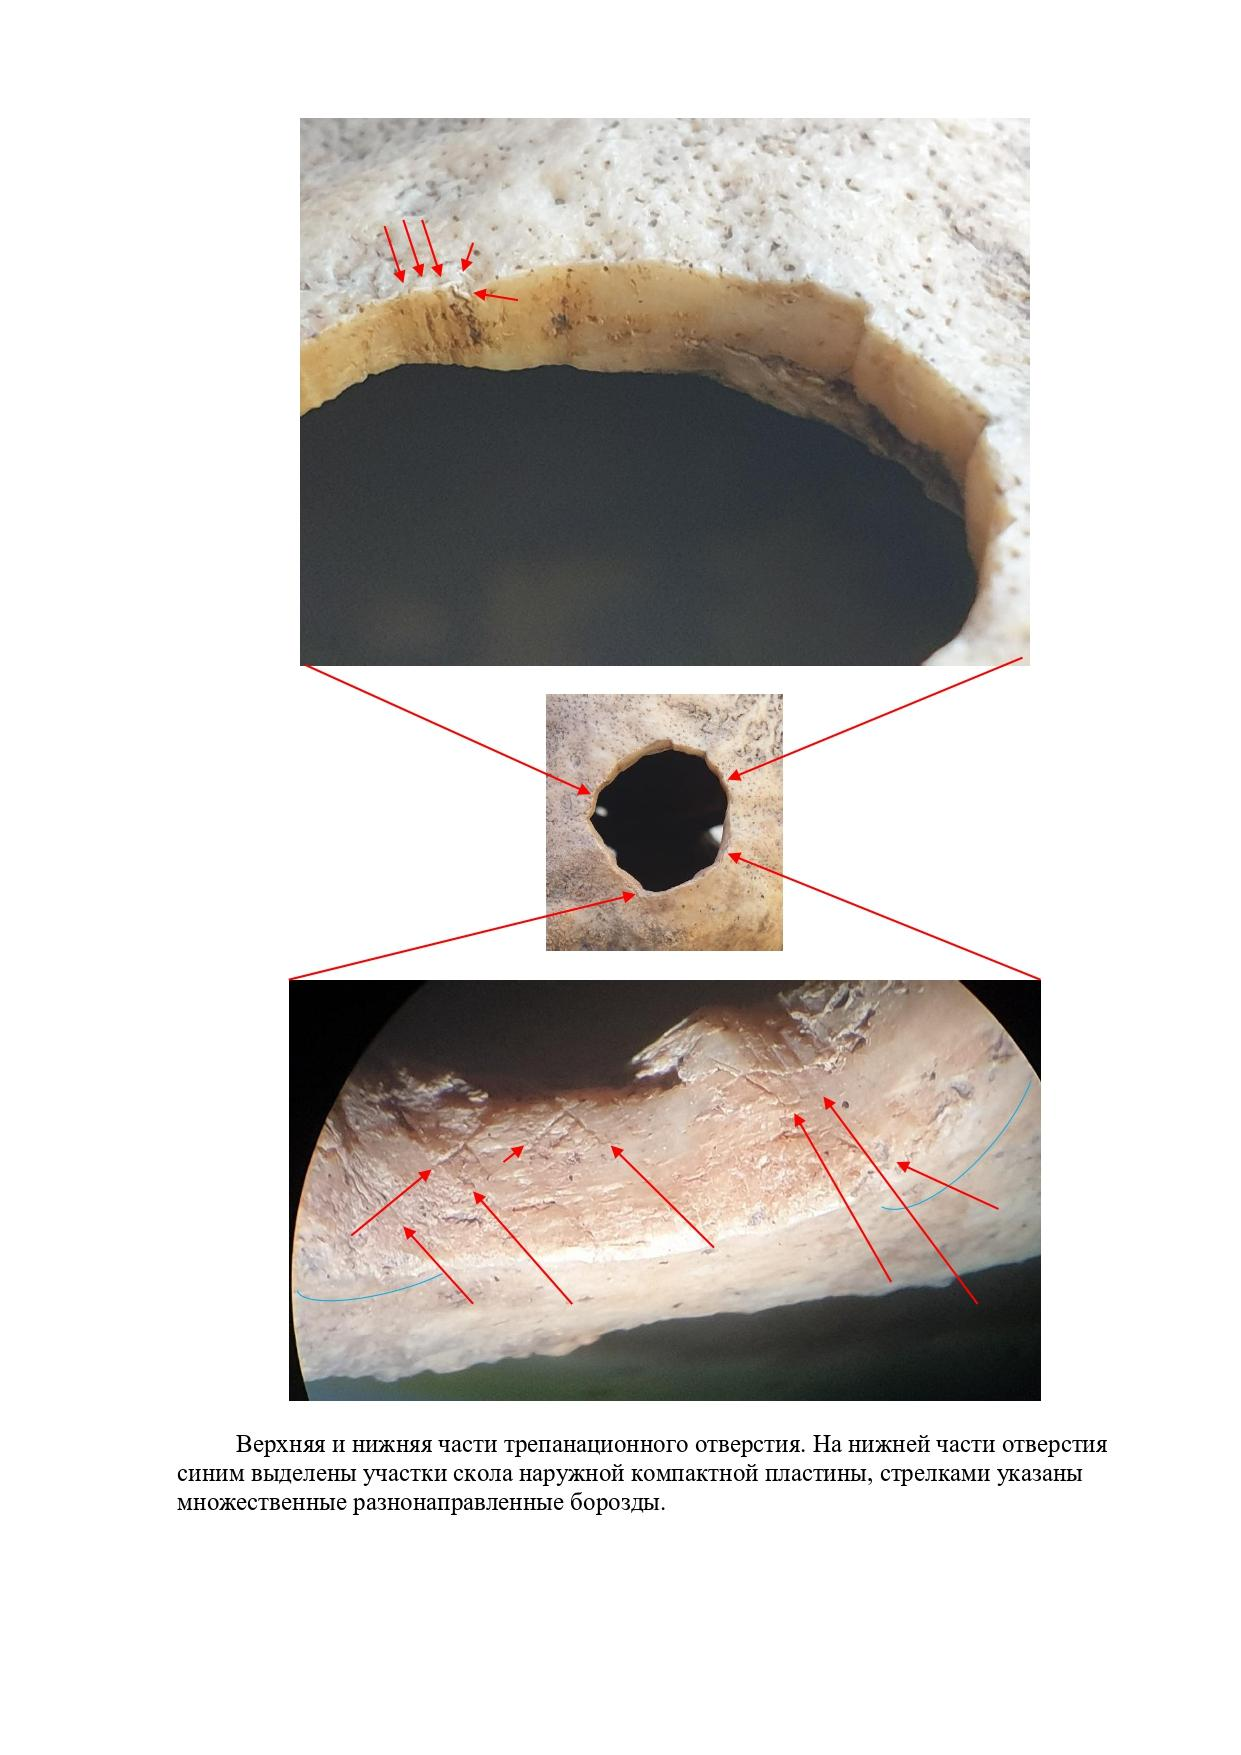 Верхняя и нижняя части трепанационного отверстия. На нижней части отверстия
синим выделены участки скола наружной компактной пластины, стрелками указаны
множественные разнонаправленные борозды.